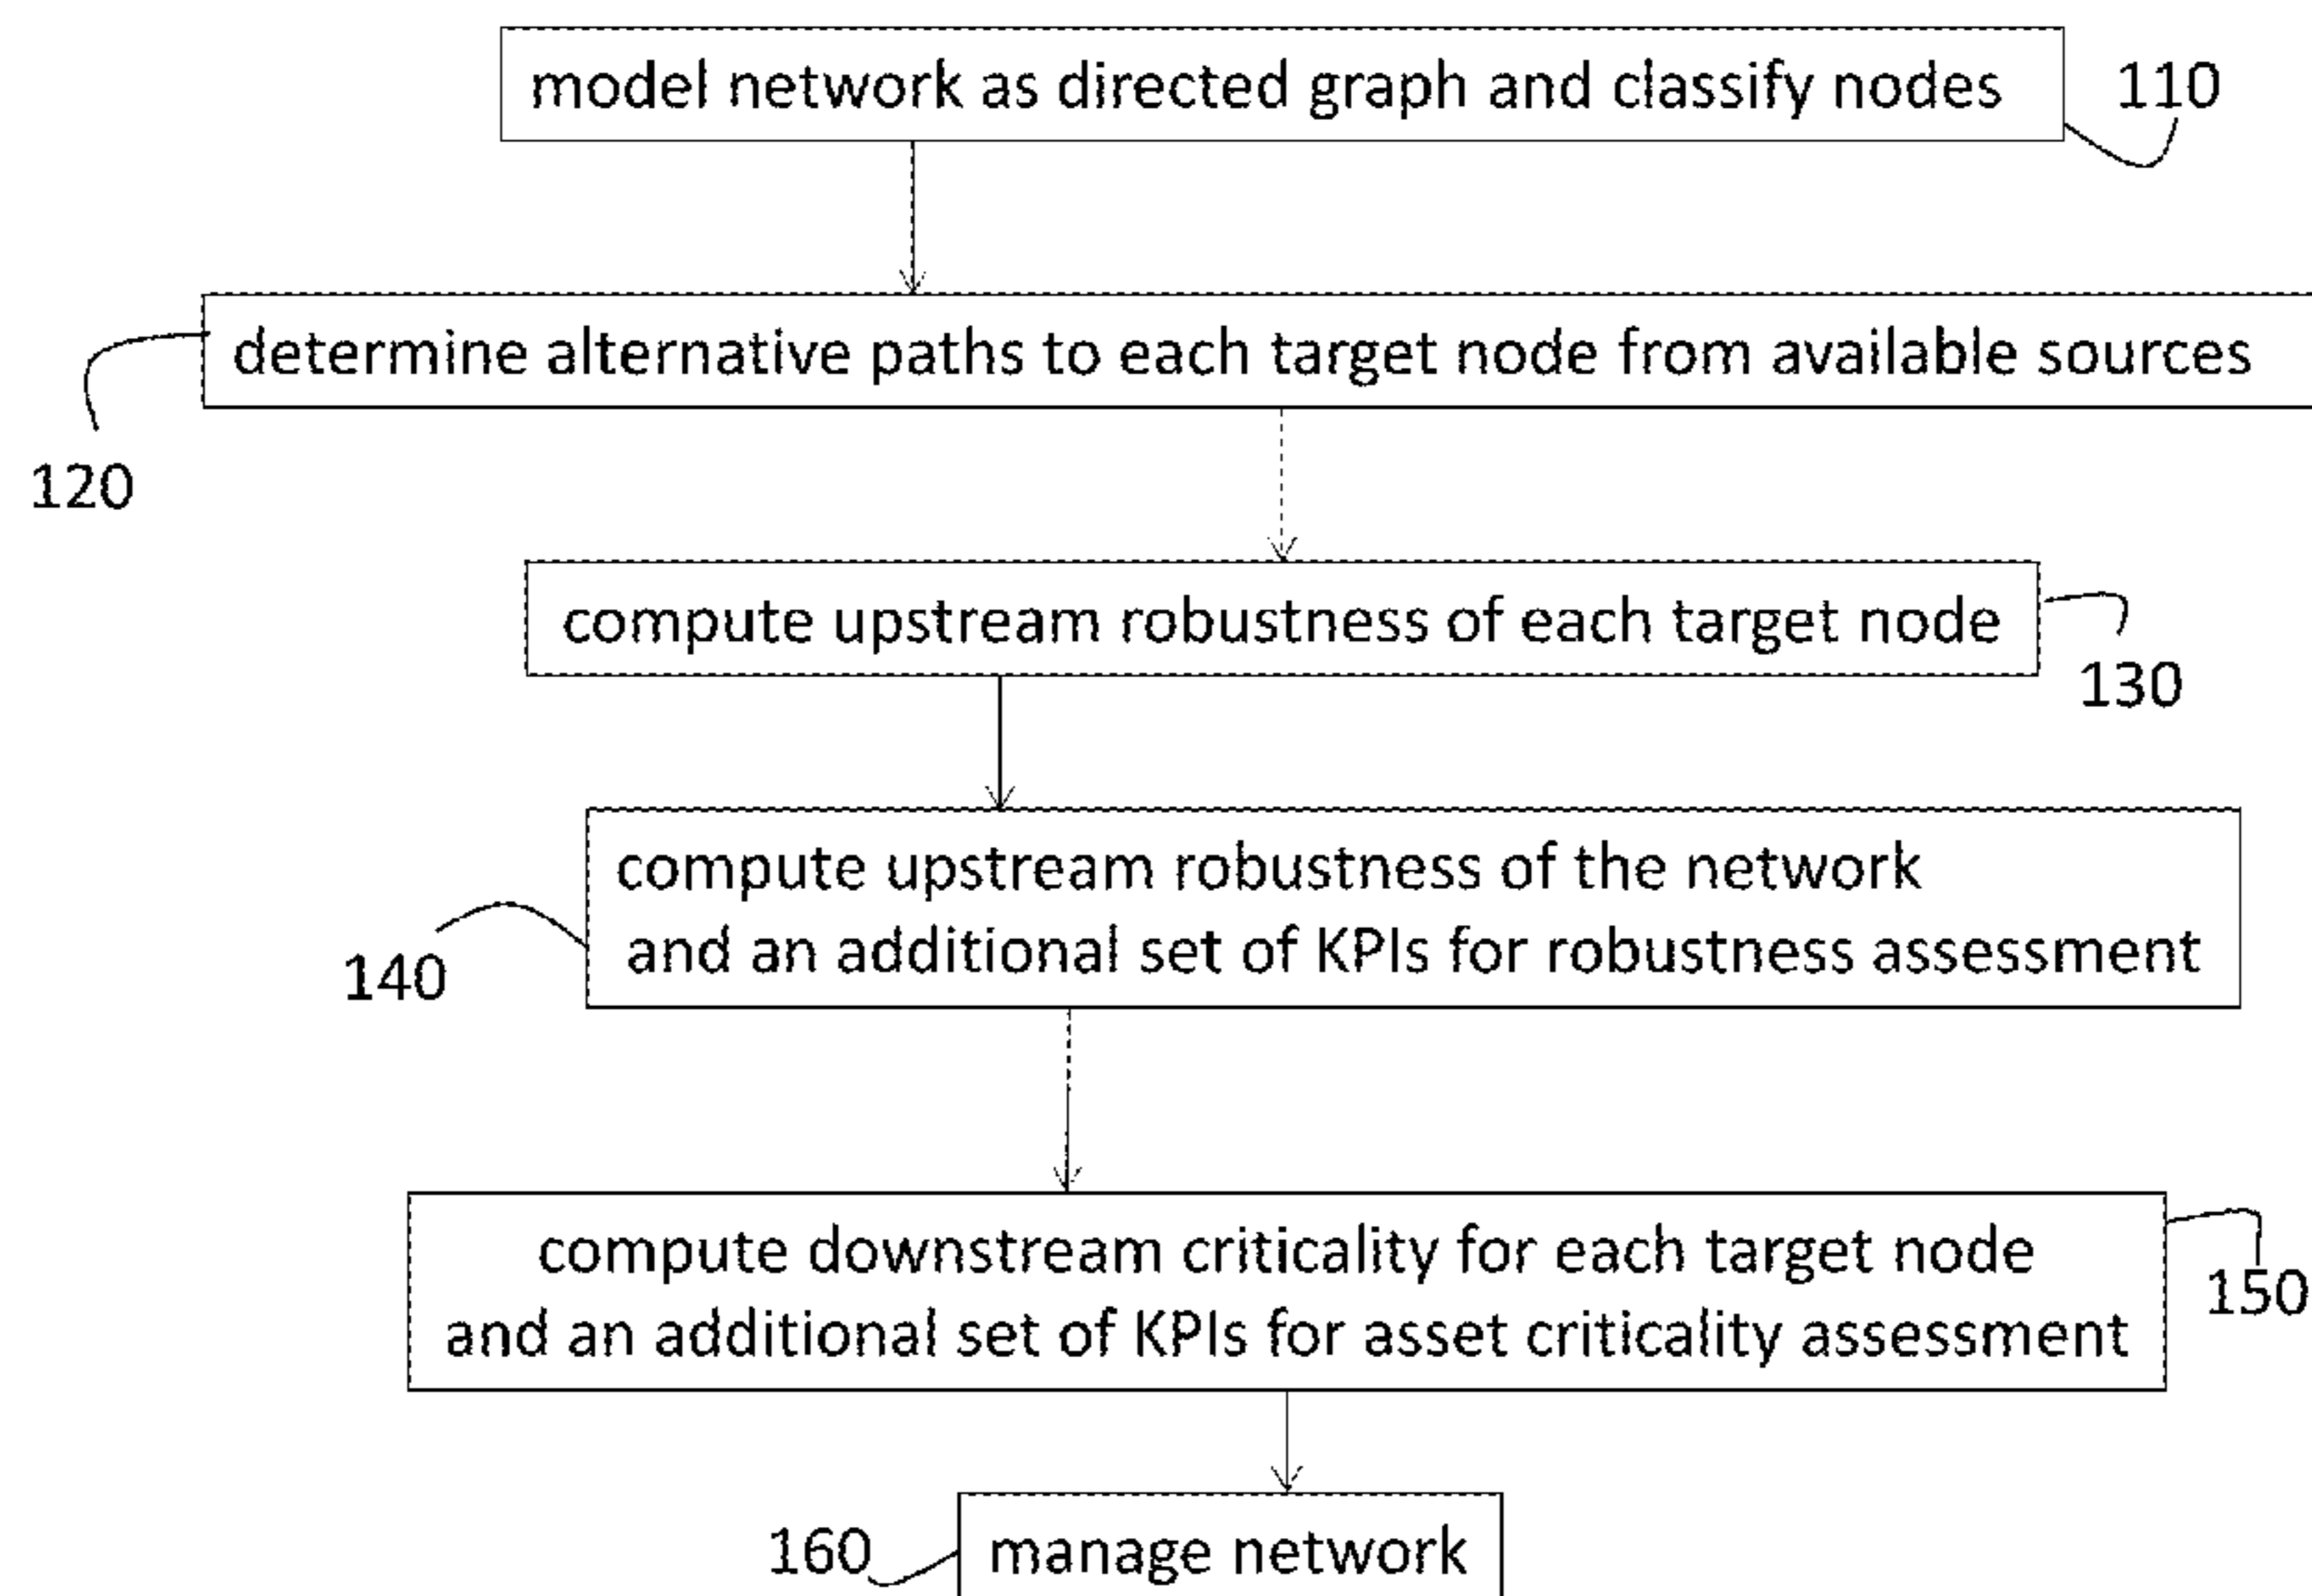 model network as directed graph and classify nodes
110
determine alternative paths to each target node from available sources
120
compute upstream robustness of each target node
130
compute upstream robustness of the network
and an additional set of KPIs for robustness assessment
140
compute downstream criticality for each target node
and an additional set of KPIs for asset criticality assessment
150
160
manage network